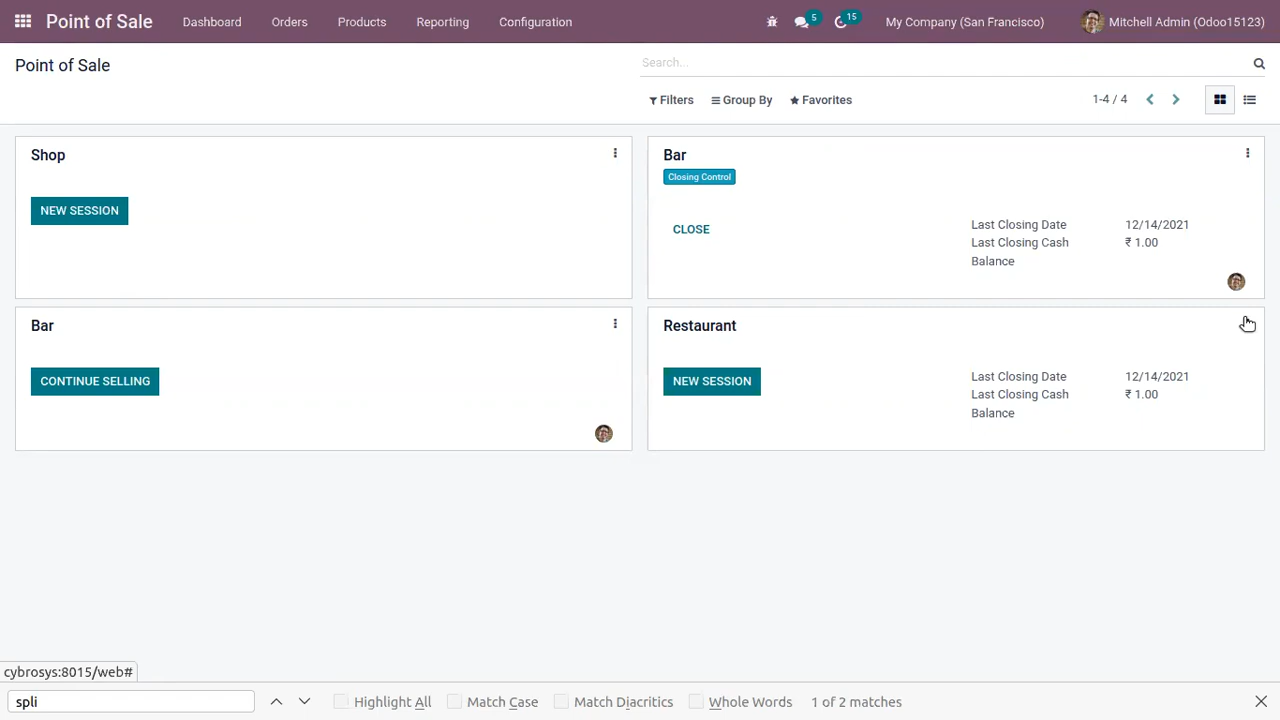 Point of Sale Dashboard Orders Products Reporting Configuration 5 15 My Company (San Francisco) Mitchell Admin (Odoo15123)
Point of Sale
Search...
Filters Group By Favorites 1-4 / 4
Shop
NEW SESSION
Bar
Closing Control
CLOSE
Last Closing Date 12/14/2021
Last Closing Cash ₹ 1.00
Balance
Bar
CONTINUE SELLING
Restaurant
NEW SESSION
Last Closing Date 12/14/2021
Last Closing Cash ₹ 1.00
Balance
cybrosys:8015/web#
spli Highlight All Match Case Match Diacritics Whole Words 1 of 2 matches